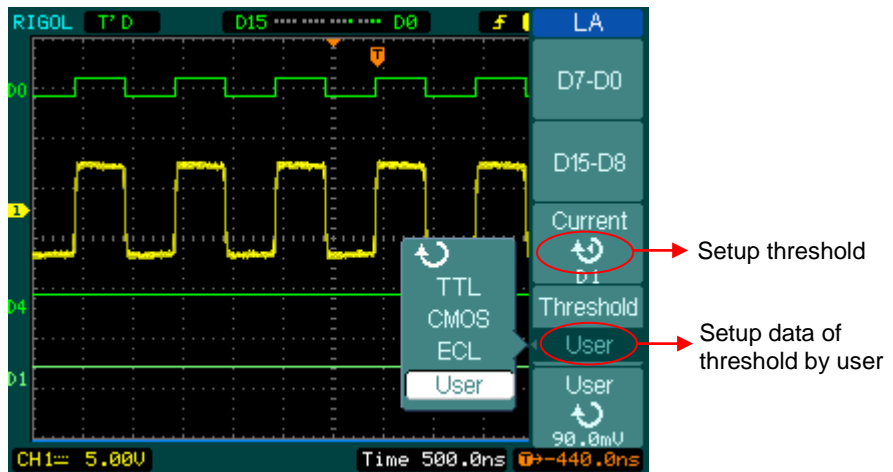 RIGOL T'D D15 D0 LA
D7-D0
D0
D15-D8
1
Current
D1
Setup threshold
TTL
CMOS
ECL
User
D4
D1
Threshold
User
Setup data of
threshold by user
User
90.0mV
CH1 5.00V Time 500.0ns T→-440.0ns
T